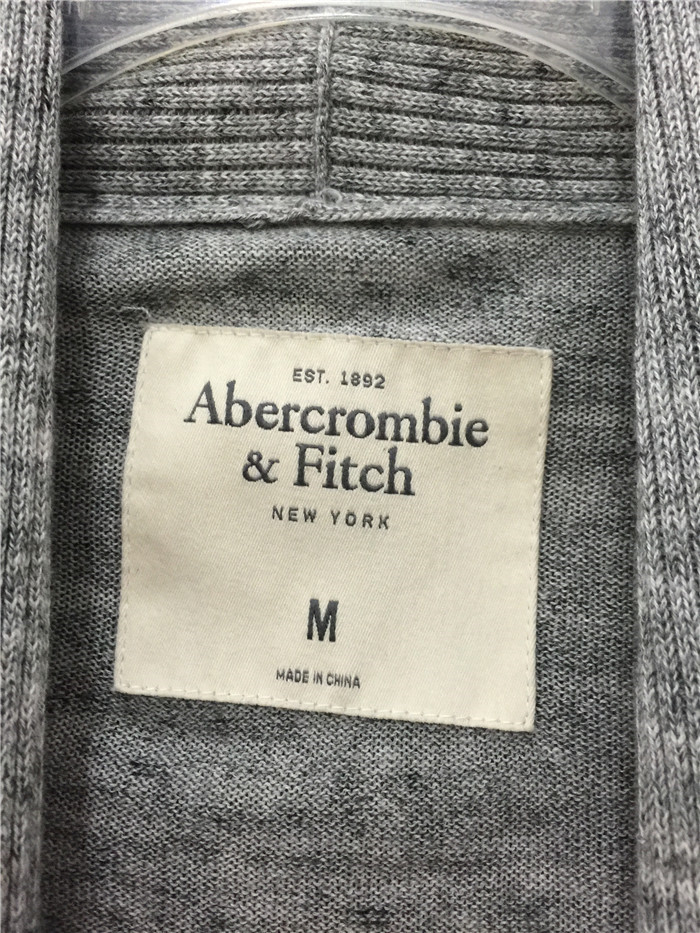 EST. 1892
Abercrombie
& Fitch
NEW YORK
M
MADE IN CHINA